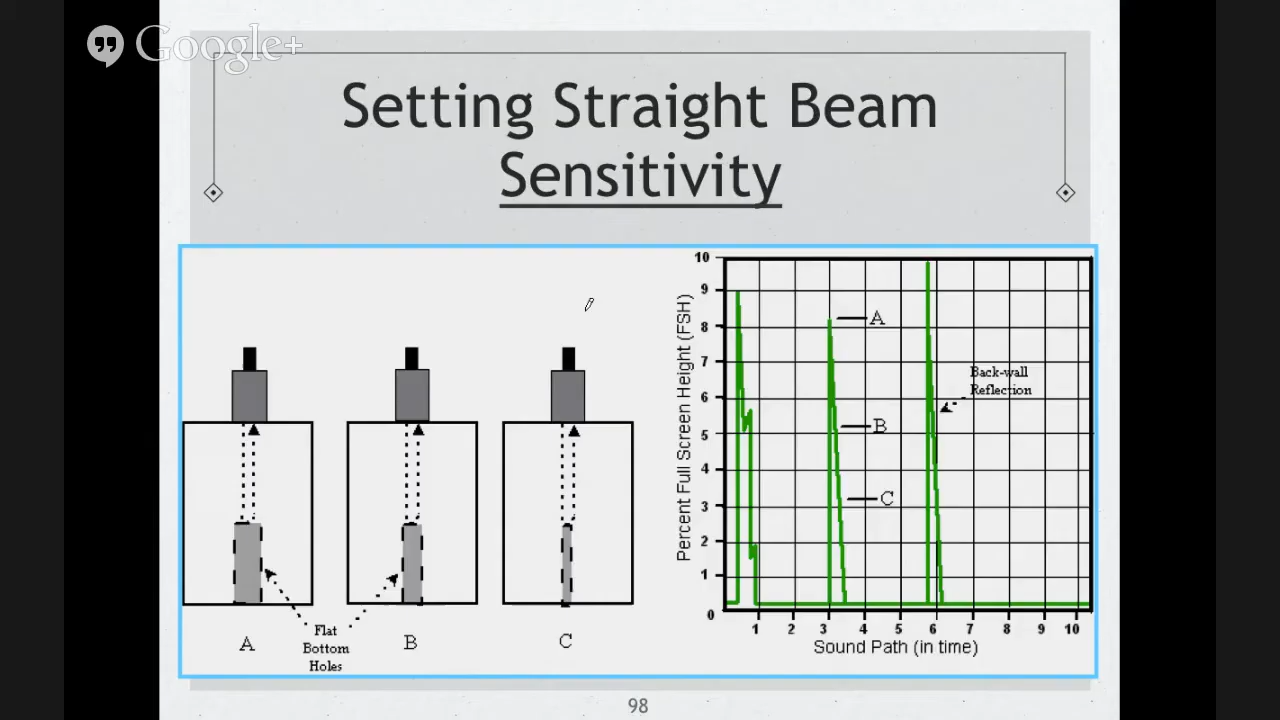 Google+
Setting Straight Beam
Sensitivity
A
B
C
Flat
Bottom
Holes
Percent Full Screen Height (FSH)
10
9
8
7
6
5
4
3
2
1
0
A
B
C
Back-wall
Reflection
1 2 3 4 5 6 7 8 9 10
Sound Path (in time)
98